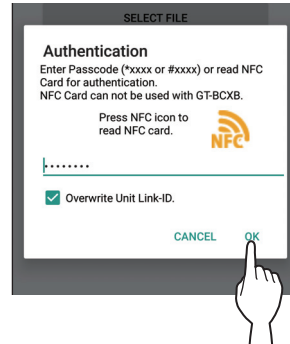 SELECT FILE
Authentication
Enter Passcode (*xxxx or #xxxx) or read NFC
Card for authentication.
NFC Card can not be used with GT-BCXB.
Press NFC icon to
read NFC card.
NFC
........
Overwrite Unit Link-ID.
CANCEL OK